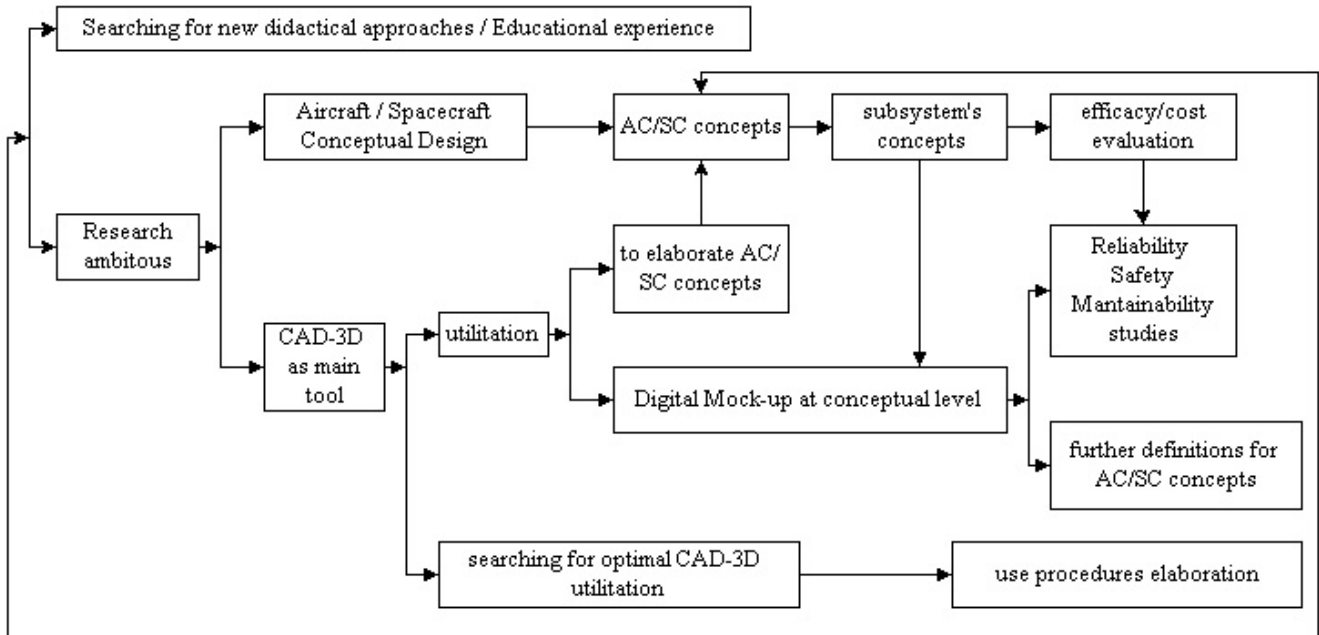 Searching for new didactical approaches / Educational experience
Aircraft / Spacecraft
Conceptual Design
AC/SC concepts
subsystem's
concepts
efficacy/cost
evaluation
Research
ambitous
to elaborate AC/
SC concepts
Reliability
Safety
Mantainability
studies
CAD-3D
as main
tool
utilitation
Digital Mock-up at conceptual level
further definitions for
AC/SC concepts
searching for optimal CAD-3D
utilitation
use procedures elaboration